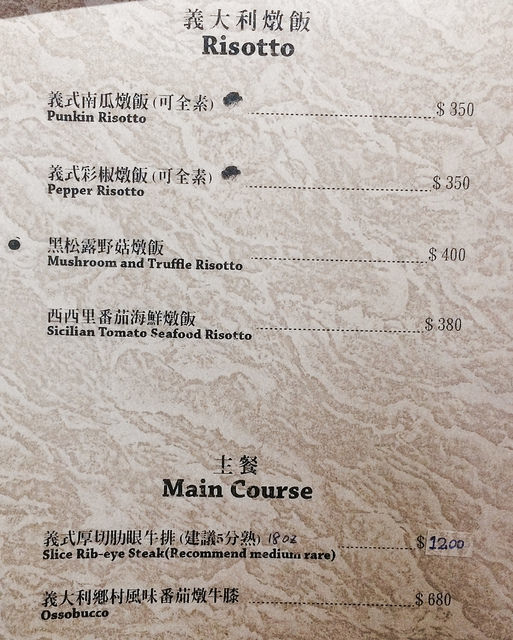 義大利燉飯
Risotto
義式南瓜燉飯(可全素) $ 350
Punkin Risotto
義式彩椒燉飯(可全素) $ 350
Pepper Risotto
黑松露野菇燉飯 $ 400
Mushroom and Truffle Risotto
西西里番茄海鮮燉飯 $ 380
Sicilian Tomato Seafood Risotto
主餐
Main Course
義式厚切肋眼牛排(建議5分熟) 18oz $ 1200
Slice Rib-eye Steak(Recommend medium rare)
義大利鄉村風味番茄燉牛膝 $ 680
Ossobucco